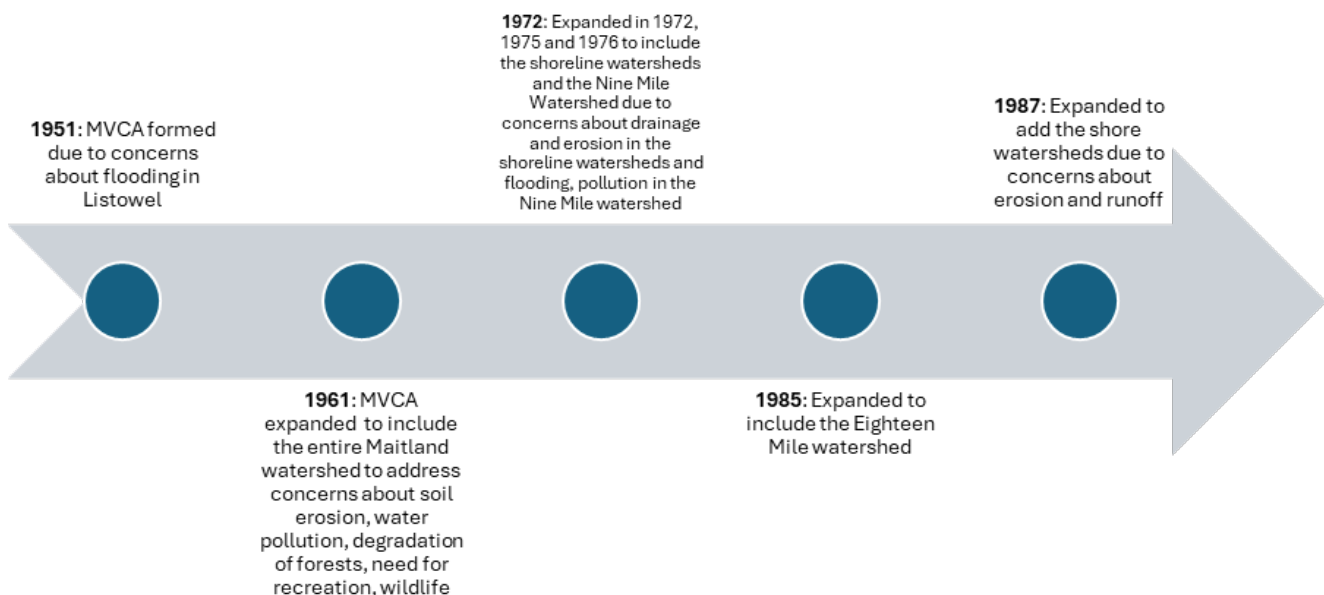 1951: MVCA formed
due to concerns
about flooding in
Listowel
1961: MVCA
expanded to include
the entire Maitland
watershed to address
concerns about soil
erosion, water
pollution, degradation
of forests, need for
recreation, wildlife
1972: Expanded in 1972,
1975 and 1976 to include
the shoreline watersheds
and the Nine Mile
Watershed due to
concerns about drainage
and erosion in the
shoreline watersheds and
flooding, pollution in the
Nine Mile watershed
1985: Expanded to
include the Eighteen
Mile watershed
1987: Expanded to
add the shore
watersheds due to
concerns about
erosion and runoff